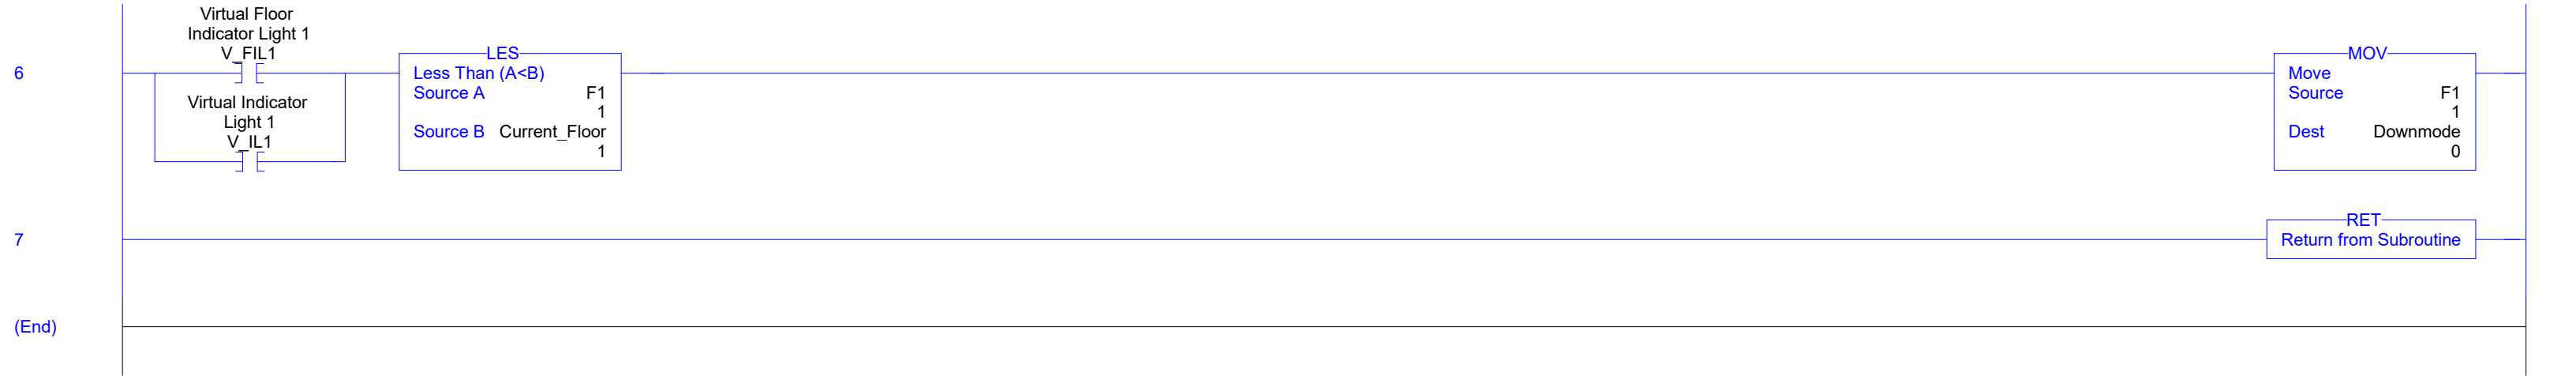 Virtual Floor
Indicator Light 1
V_FIL1
LES
MOV
6
Less Than (A<B)
Move
Source A F1
Source F1
Virtual Indicator
1
1
Light 1
Source B Current_Floor
Dest Downmode
V_IL1
1
0
RET
7
Return from Subroutine
(End)